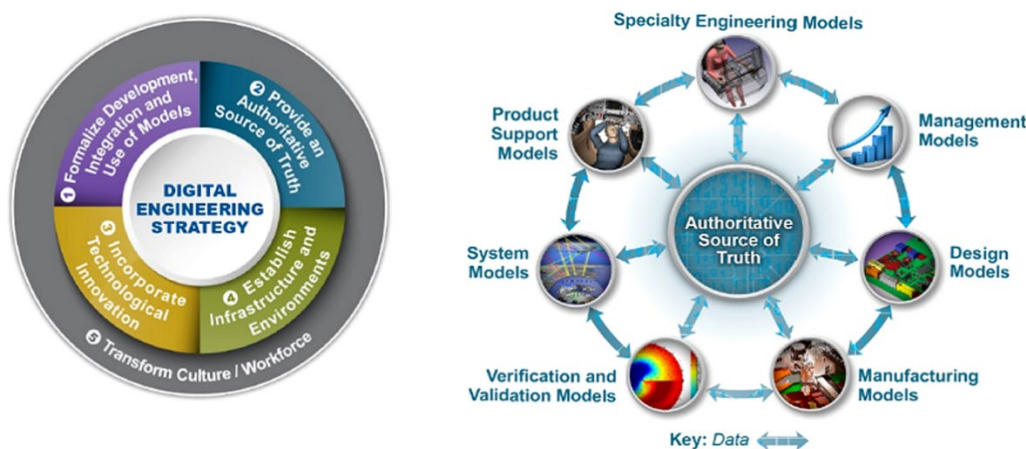 1 Formalize Development,
Integration and
Use of Models
2 Provide an
Authoritative
Source of Truth
DIGITAL
ENGINEERING
STRATEGY
3 Incorporate
Technological
Innovation
4 Establish
Infrastructure and
Environments
5 Transform Culture / Workforce
Specialty Engineering Models
Product
Support
Models
Management
Models
Authoritative
Source of
Truth
System
Models
Design
Models
Verification and
Validation Models
Manufacturing
Models
Key: Data